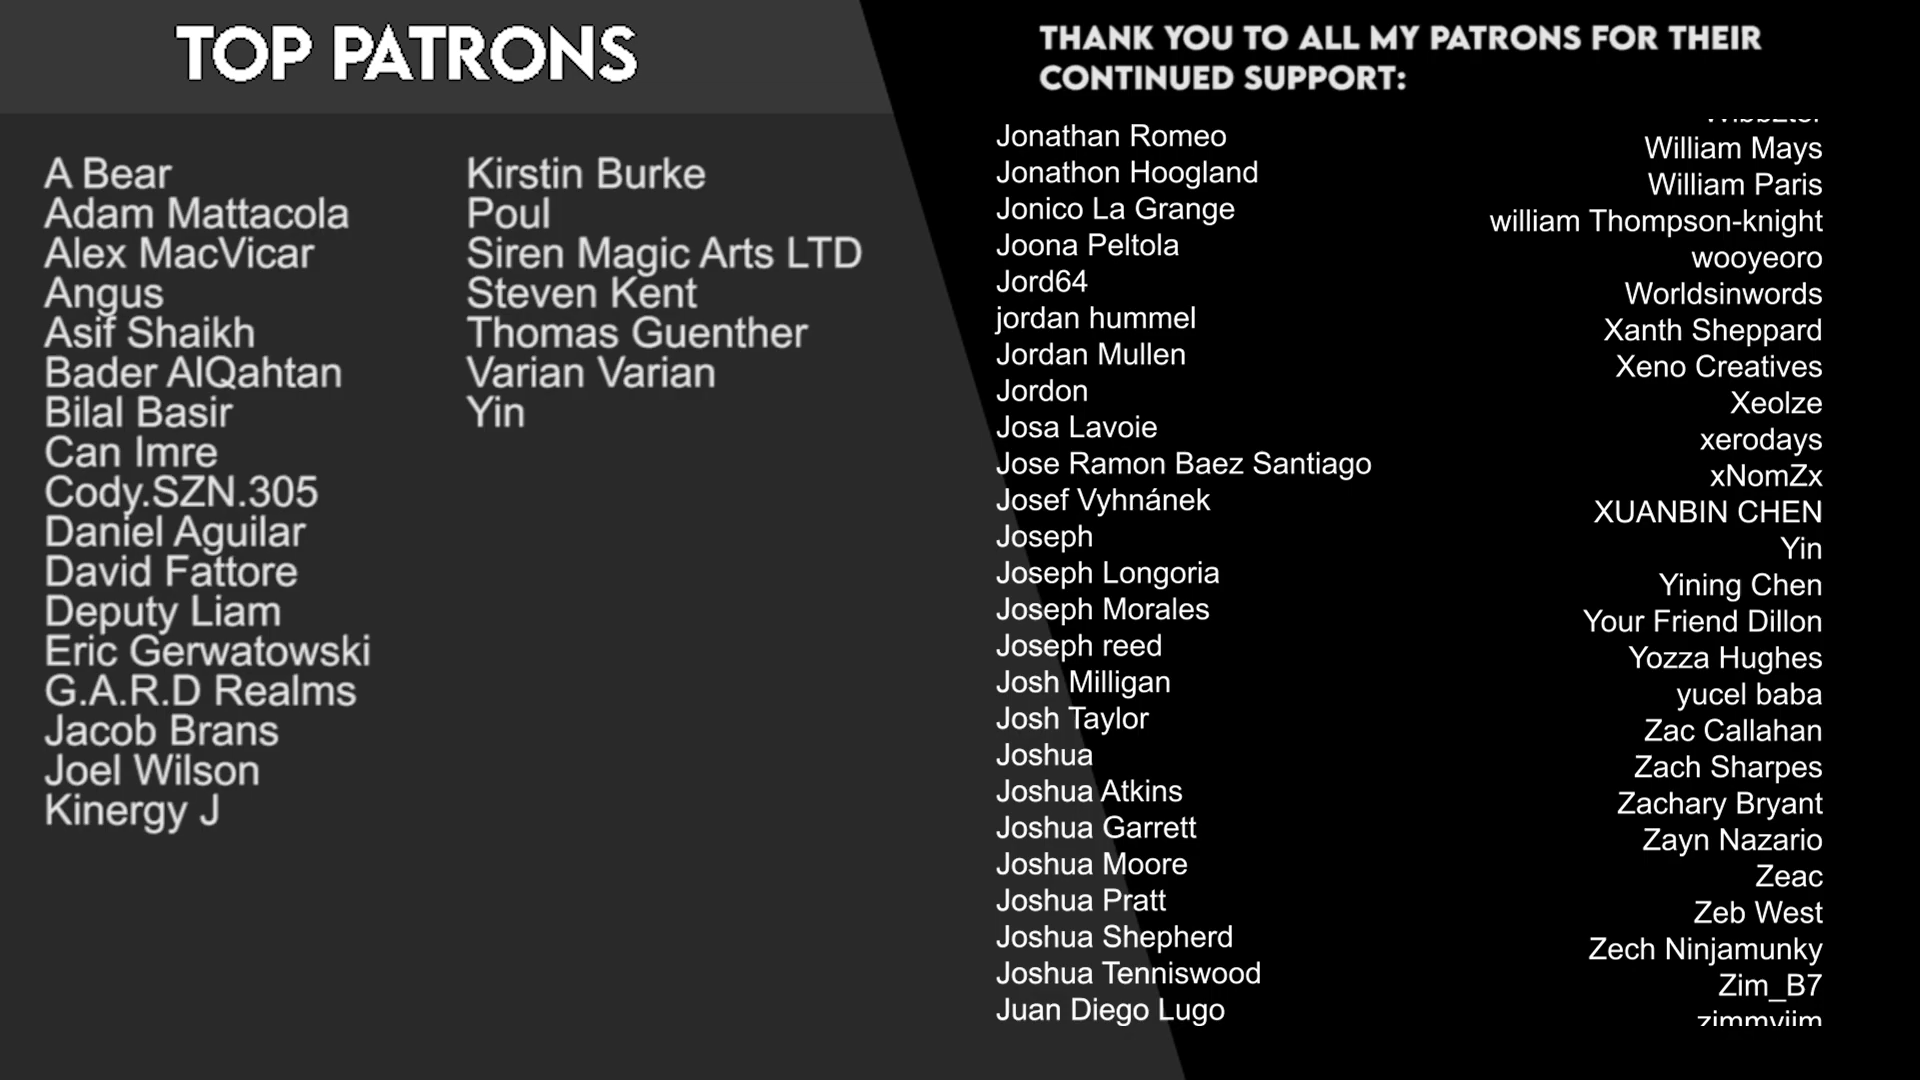 TOP PATRONS
A Bear
Adam Mattacola
Alex MacVicar
Angus
Asif Shaikh
Bader AlQahtan
Bilal Basir
Can Imre
Cody.SZN.305
Daniel Aguilar
David Fattore
Deputy Liam
Eric Gerwatowski
G.A.R.D Realms
Jacob Brans
Joel Wilson
Kinergy J
Kirstin Burke
Poul
Siren Magic Arts LTD
Steven Kent
Thomas Guenther
Varian Varian
Yin
THANK YOU TO ALL MY PATRONS FOR THEIR
CONTINUED SUPPORT:
Jonathan Romeo
Jonathon Hoogland
Jonico La Grange
Joona Peltola
Jord64
jordan hummel
Jordan Mullen
Jordon
Josa Lavoie
Jose Ramon Baez Santiago
Josef Vyhnánek
Joseph
Joseph Longoria
Joseph Morales
Joseph reed
Josh Milligan
Josh Taylor
Joshua
Joshua Atkins
Joshua Garrett
Joshua Moore
Joshua Pratt
Joshua Shepherd
Joshua Tenniswood
Juan Diego Lugo
William Mays
William Paris
william Thompson-knight
wooyeoro
Worldsinwords
Xanth Sheppard
Xeno Creatives
Xeolze
xerodays
xNomZx
XUANBIN CHEN
Yin
Yining Chen
Your Friend Dillon
Yozza Hughes
yucel baba
Zac Callahan
Zach Sharpes
Zachary Bryant
Zayn Nazario
Zeac
Zeb West
Zech Ninjamunky
Zim_B7